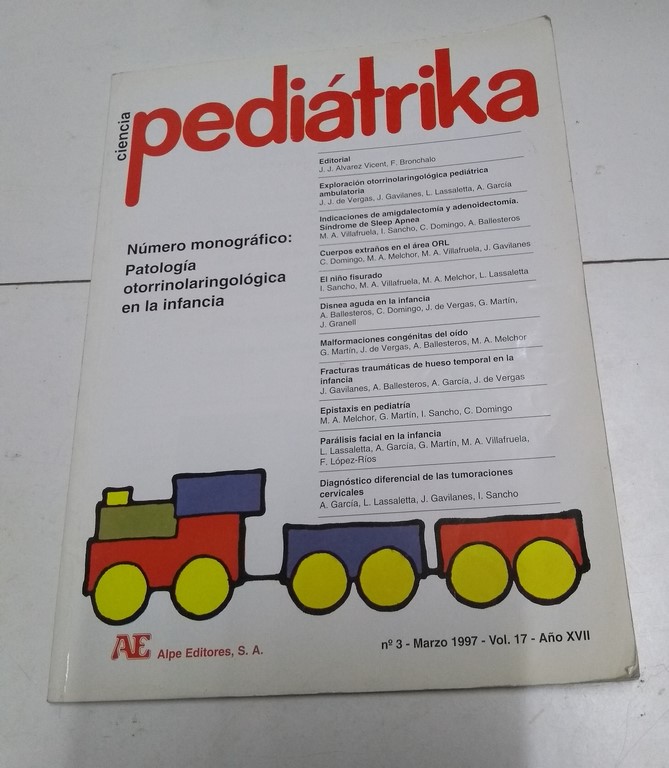 ciencia
pediátrika
Número monográfico:
Patología
otorrinolaringológica
en la infancia
Editorial
J. J. Alvarez Vicent, F. Bronchalo
Exploración otorrinolaringológica pediátrica
ambulatoria
J. J. de Vergas, J. Gavilanes, L. Lassaletta, A. García
Indicaciones de amigdalectomía y adenoidectomía.
Síndrome de Sleep Apnea
M. A. Villafruela, I. Sancho, C. Domingo, A. Ballesteros
Cuerpos extraños en el área ORL
C. Domingo, M. A. Melchor, M. A. Villafruela, J. Gavilanes
El niño fisurado
I. Sancho, M. A. Villafruela, M. A. Melchor, L. Lassaletta
Disnea aguda en la infancia
A. Ballesteros, C. Domingo, J. de Vergas, G. Martín,
J. Granell
Malformaciones congénitas del oído
G. Martín, J. de Vergas, A. Ballesteros, M. A. Melchor
Fracturas traumáticas de hueso temporal en la
infancia
J. Gavilanes, A. Ballesteros, A. García, J. de Vergas
Epistaxis en pediatría
M. A. Melchor, G. Martín, I. Sancho, C. Domingo
Parálisis facial en la infancia
L. Lassaletta, A. García, G. Martín, M. A. Villafruela,
F. López-Ríos
Diagnóstico diferencial de las tumoraciones
cervicales
A. García, L. Lassaletta, J. Gavilanes, I. Sancho
AE Alpe Editores, S. A.
nº 3 - Marzo 1997 - Vol. 17 - Año XVII